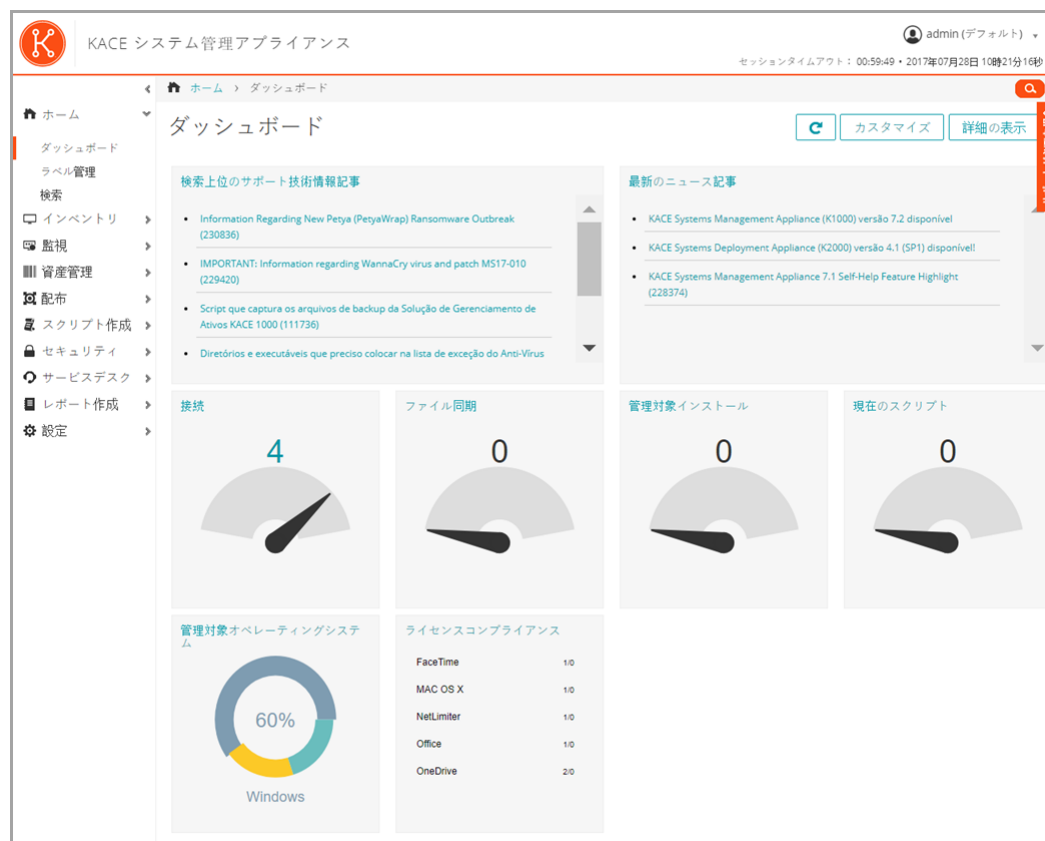 KACE システム管理アプライアンス
admin (デフォルト)
セッションタイムアウト： 00:59:49 • 2017年07月28日 10時21分16秒
ホーム › ダッシュボード
ホーム
ダッシュボード
ラベル管理
検索
インベントリ
監視
資産管理
配布
スクリプト作成
セキュリティ
サービスデスク
レポート作成
設定
ダッシュボード
カスタマイズ
詳細の表示
検索上位のサポート技術情報記事
• Information Regarding New Petya (PetyaWrap) Ransomware Outbreak
(230836)
• IMPORTANT: Information regarding WannaCry virus and patch MS17-010
(229420)
• Script que captura os arquivos de backup da Solução de Gerenciamento de
Ativos KACE 1000 (111736)
• Diretórios e executáveis que preciso colocar na lista de exceção do Anti-Vírus
最新のニュース記事
• KACE Systems Management Appliance (K1000) versão 7.2 disponível
• KACE Systems Deployment Appliance (K2000) versão 4.1 (SP1) disponível!
• KACE Systems Management Appliance 7.1 Self-Help Feature Highlight
(228374)
接続
4
ファイル同期
0
管理対象インストール
0
現在のスクリプト
0
管理対象オペレーティングシステ
ム
60%
Windows
ライセンスコンプライアンス
FaceTime 1/0
MAC OS X 1/0
NetLimiter 1/0
Office 1/0
OneDrive 2/0